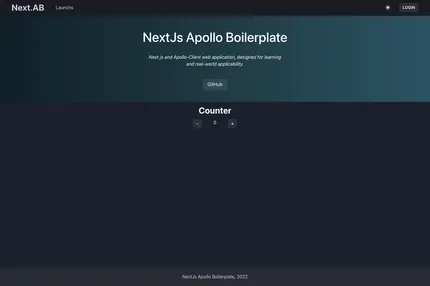 Next.AB
Launchs
LOGIN
NextJs Apollo Boilerplate
Next.js and Apollo-Client web application, designed for learning
and real-world applicability.
GitHub
Counter
- 0 +
NextJs Apollo Boilerplate, 2022